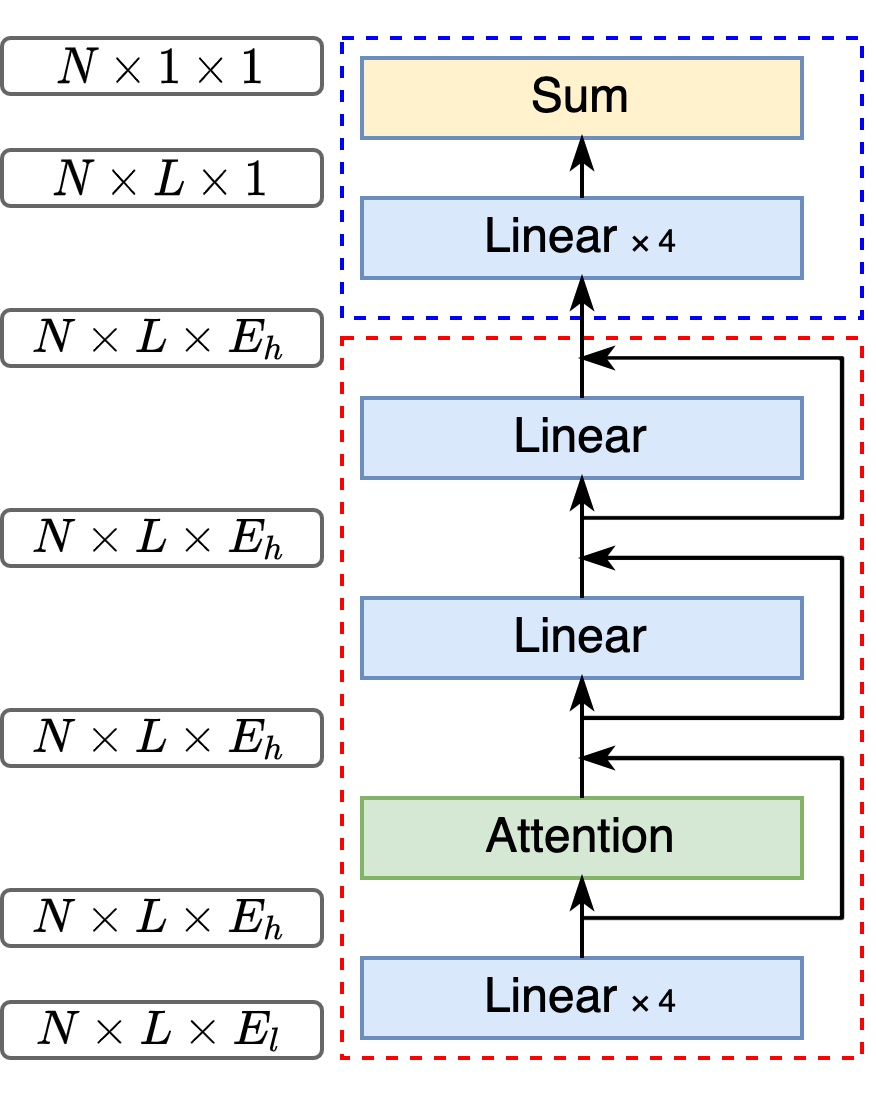 N × 1 × 1
Sum
N × L × 1
Linear × 4
N × L × E_h
Linear
N × L × E_h
Linear
N × L × E_h
Attention
N × L × E_h
Linear × 4
N × L × E_l